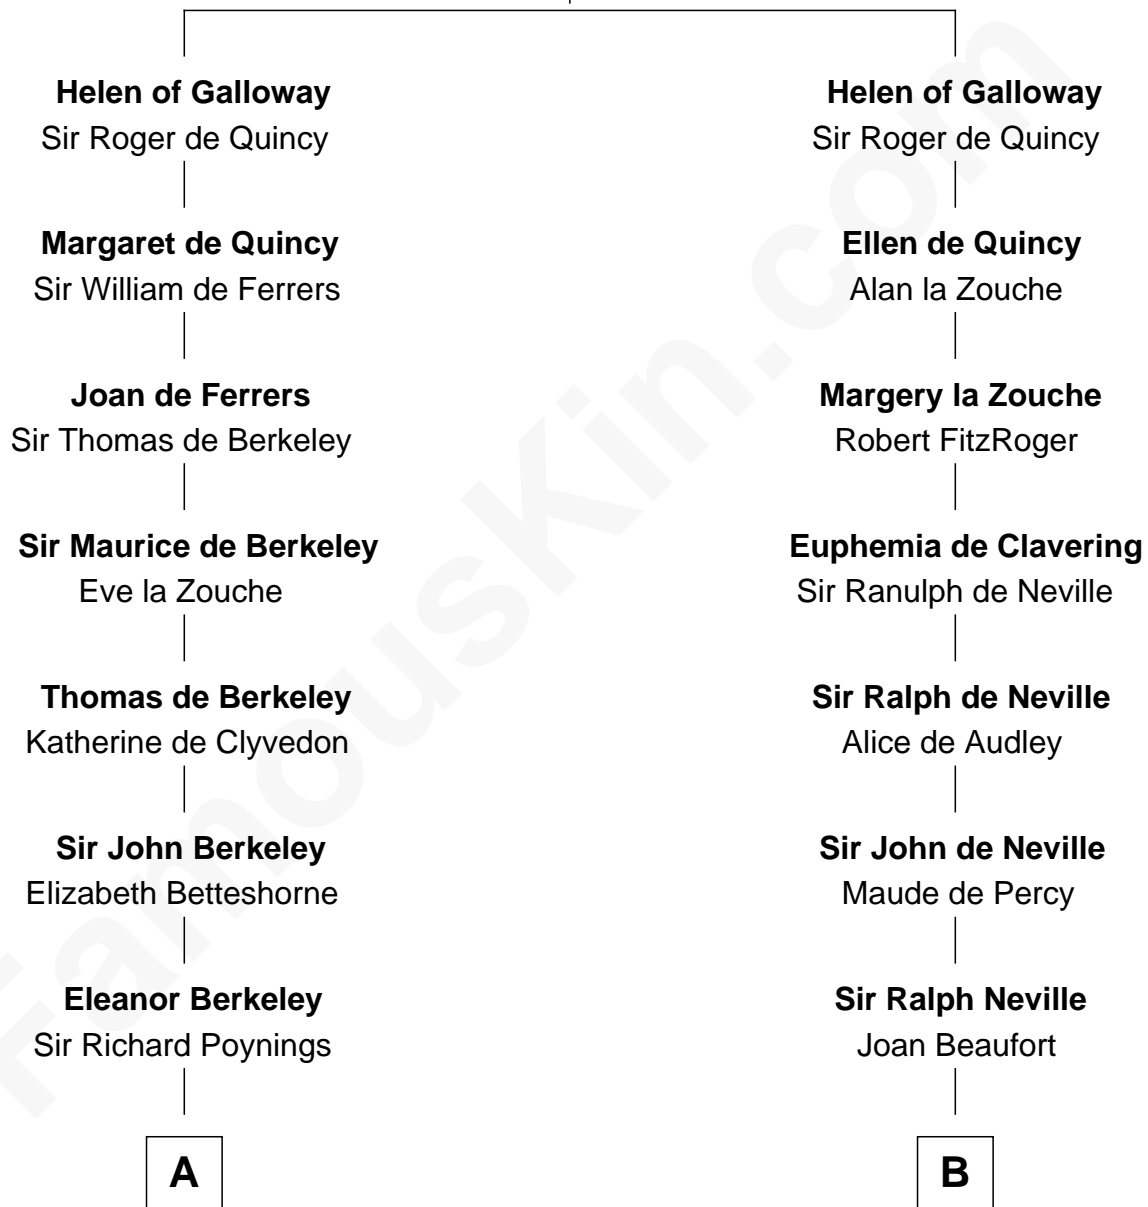 Helen of Galloway
Sir Roger de Quincy
Margaret de Quincy
Sir William de Ferrers
Joan de Ferrers
Sir Thomas de Berkeley
Sir Maurice de Berkeley
Eve la Zouche
Thomas de Berkeley
Katherine de Clyvedon
Sir John Berkeley
Elizabeth Betteshorne
Eleanor Berkeley
Sir Richard Poynings
A
Helen of Galloway
Sir Roger de Quincy
Ellen de Quincy
Alan la Zouche
Margery la Zouche
Robert FitzRoger
Euphemia de Clavering
Sir Ranulph de Neville
Sir Ralph de Neville
Alice de Audley
Sir John de Neville
Maude de Percy
Sir Ralph Neville
Joan Beaufort
B
FamousKin.com